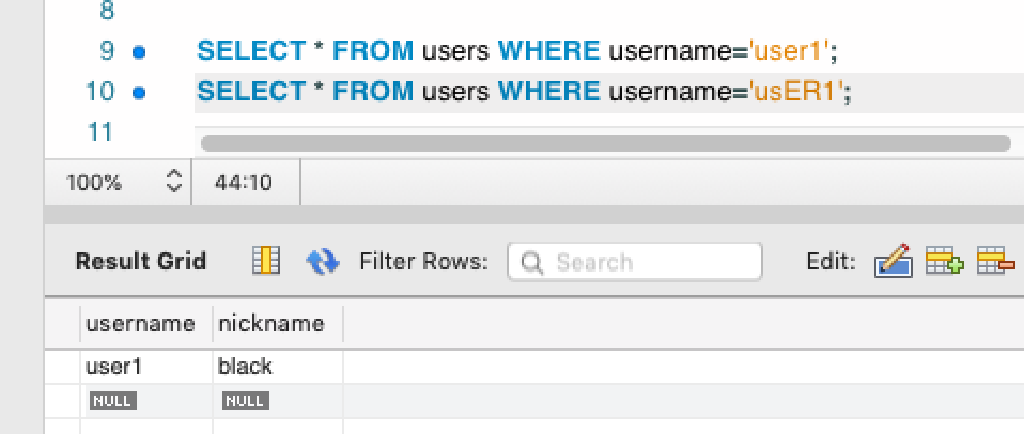 8
9 SELECT * FROM users WHERE username='user1';
10 SELECT * FROM users WHERE username='usER1';
11
100% 44:10
Result Grid Filter Rows: Search Edit:
username nickname
user1 black
NULL NULL